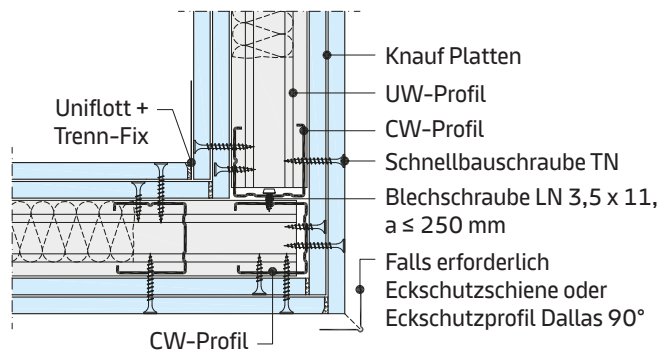 Knauf Platten
UW-Profil
CW-Profil
Uniflott +
Trenn-Fix
Schnellbauschraube TN
Blechschraube LN 3,5 x 11,
a ≤ 250 mm
Falls erforderlich
Eckschutzschiene oder
Eckschutzprofil Dallas 90°
CW-Profil